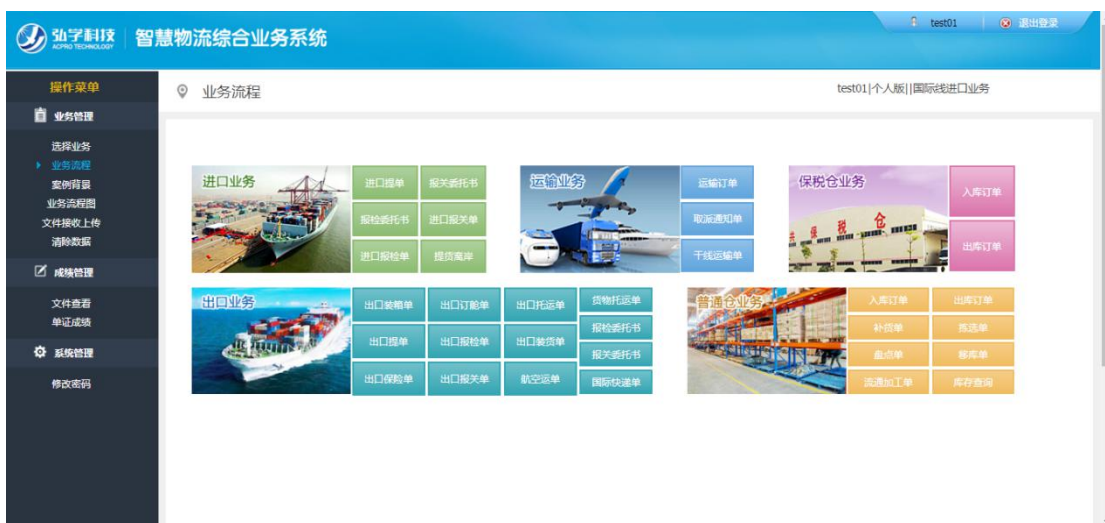 弘学科技
ACPRO TECHNOLOGY
智慧物流综合业务系统
test01
退出登录
操作菜单
业务管理
选择业务
业务流程
案例背景
业务流程图
文件接收上传
清除数据
成绩管理
文件查看
单证成绩
系统管理
修改密码
业务流程
test01|个人版||国际线进口业务
进口业务
进口提单
报关委托书
报检委托书
进口报关单
进口报检单
提货离岸
运输业务
运输订单
取派通知单
干线运输单
保税仓业务
保税仓
入库订单
出库订单
出口业务
出口装箱单
出口订舱单
出口托运单
货物托运单
报检委托书
出口提单
出口报检单
出口装货单
报关委托书
出口保险单
出口报关单
航空运单
国际快递单
普通仓业务
入库订单
出库订单
补货单
拣选单
盘点单
移库单
流通加工单
库存查询